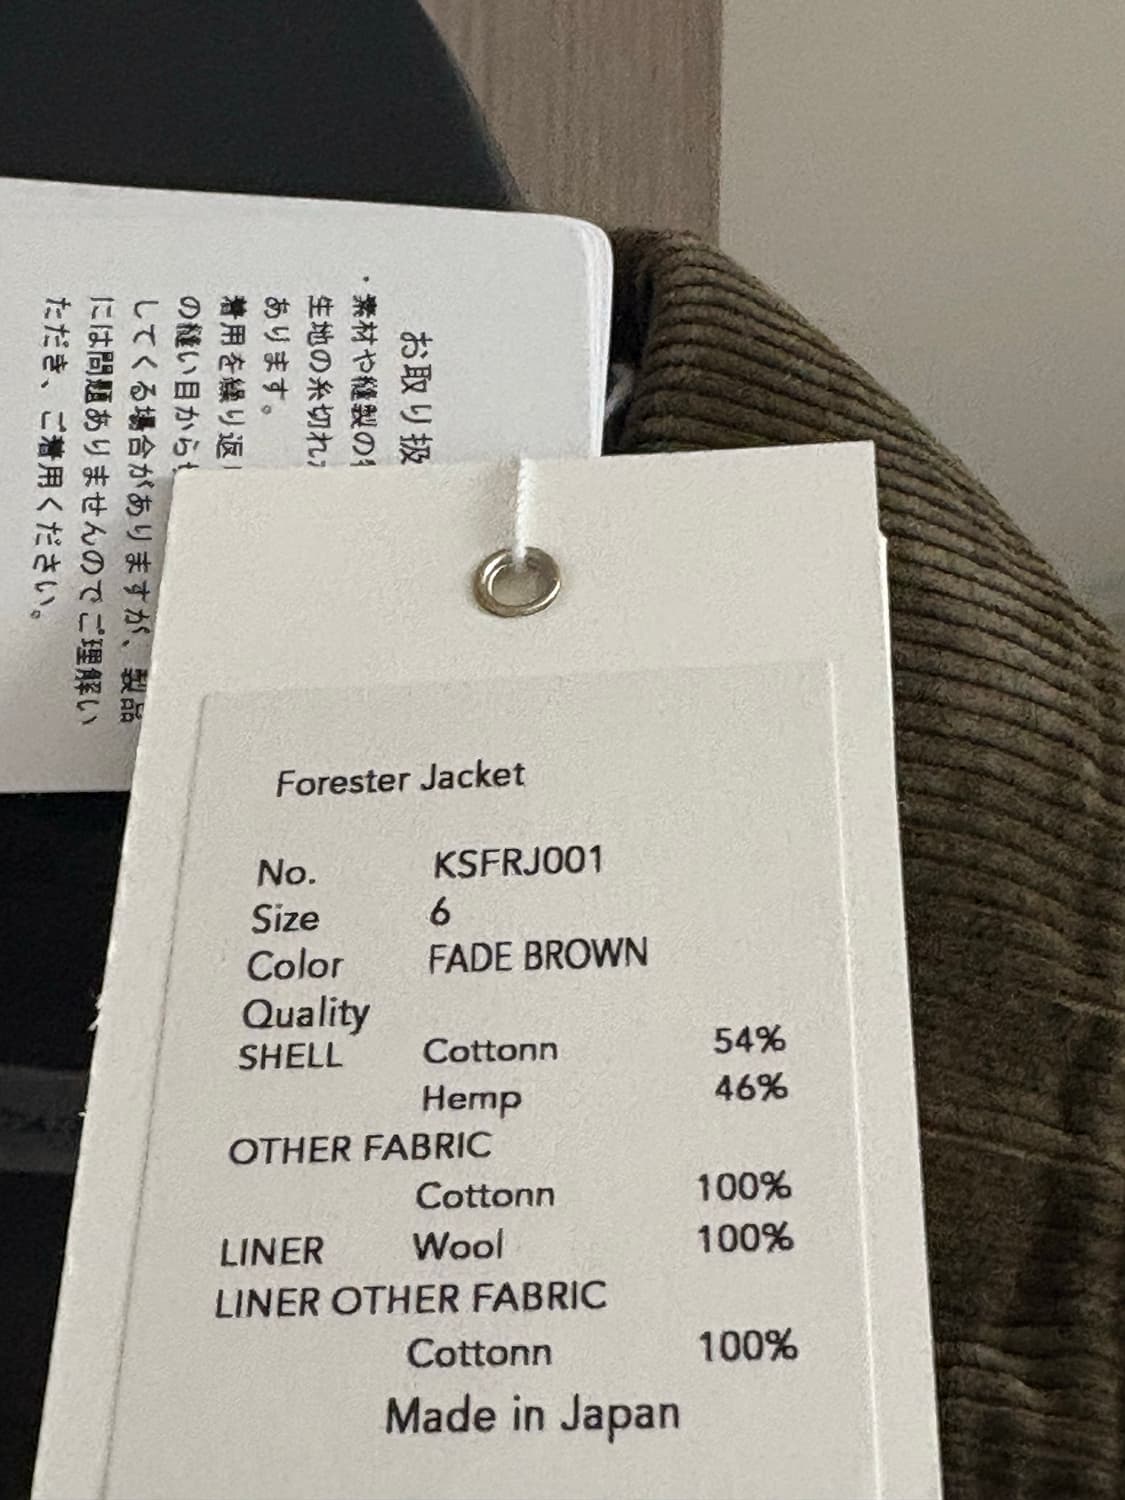 お取り扱
・素材や縫製の
生地の糸切れ
あります。
着用を繰り返
の縫い目から
してくる場合がありますが、製品
には問題ありませんのでご理解い
ただき、ご着用ください。
Forester Jacket
No. KSFRJ001
Size 6
Color FADE BROWN
Quality
SHELL Cottonn 54%
Hemp 46%
OTHER FABRIC
Cottonn 100%
LINER Wool 100%
LINER OTHER FABRIC
Cottonn 100%
Made in Japan